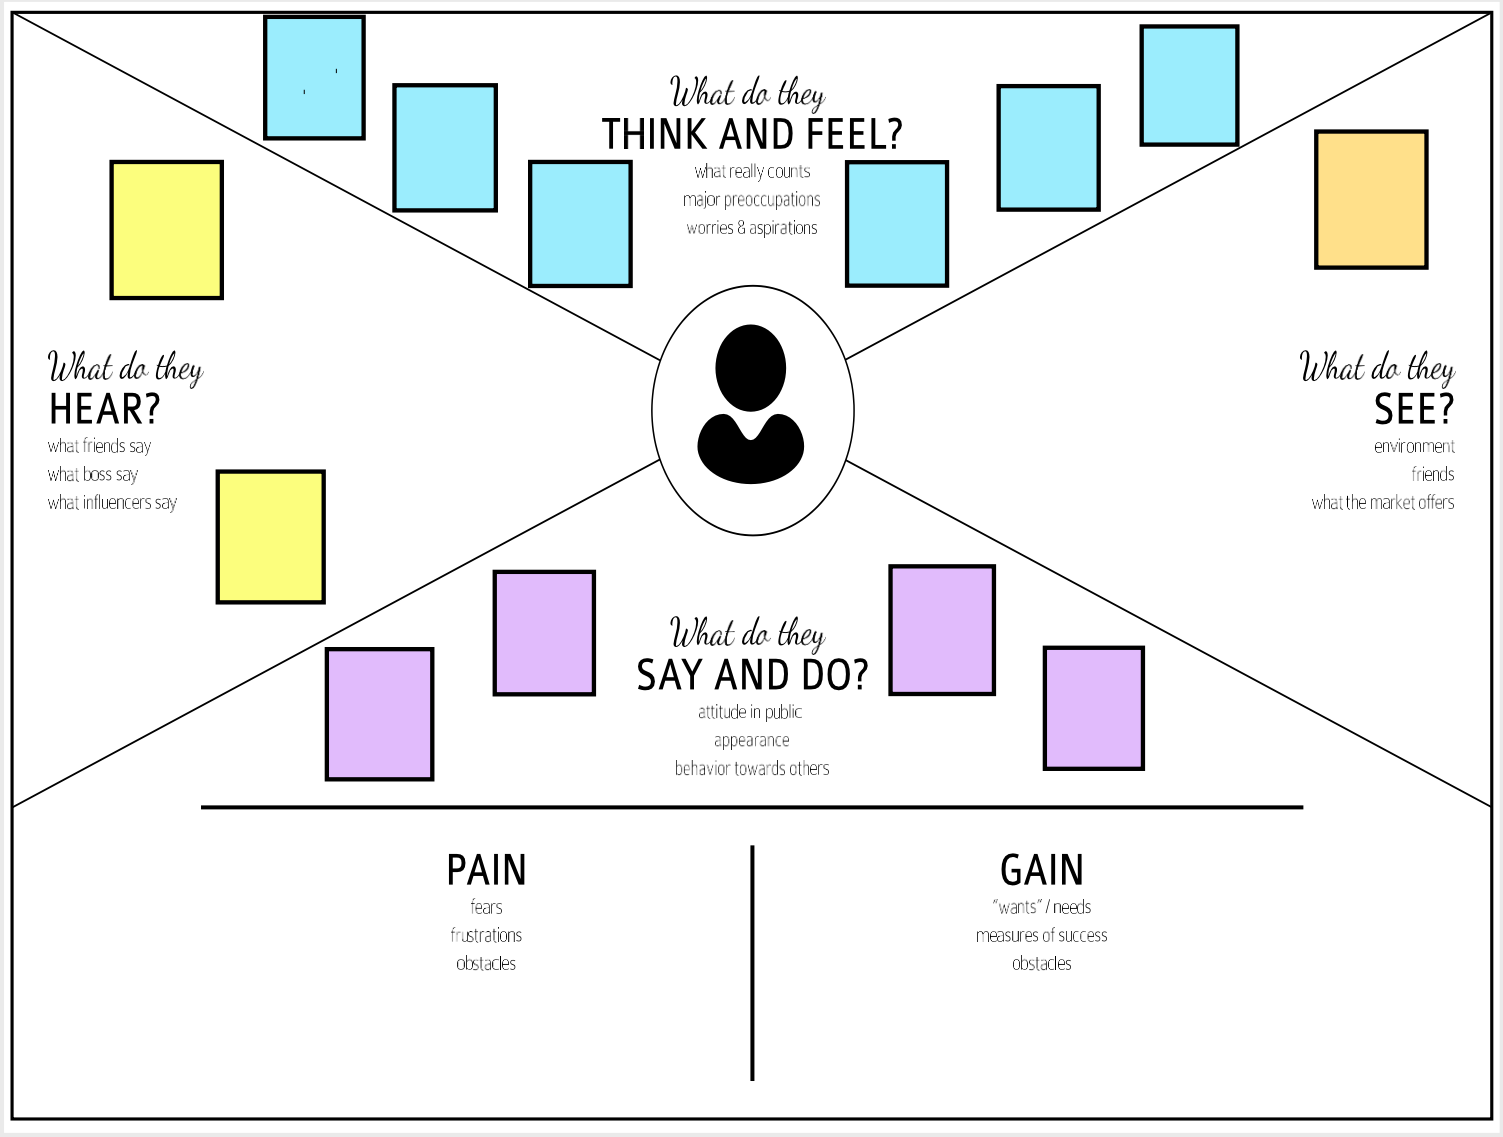 What do they
THINK AND FEEL?
what really counts
major preoccupations
worries & aspirations
What do they
HEAR?
what friends say
what boss say
what influencers say
What do they
SEE?
environment
friends
what the market offers
What do they
SAY AND DO?
attitude in public
appearance
behavior towards others
PAIN
fears
frustrations
obstacles
GAIN
"wants" / needs
measures of success
obstacles